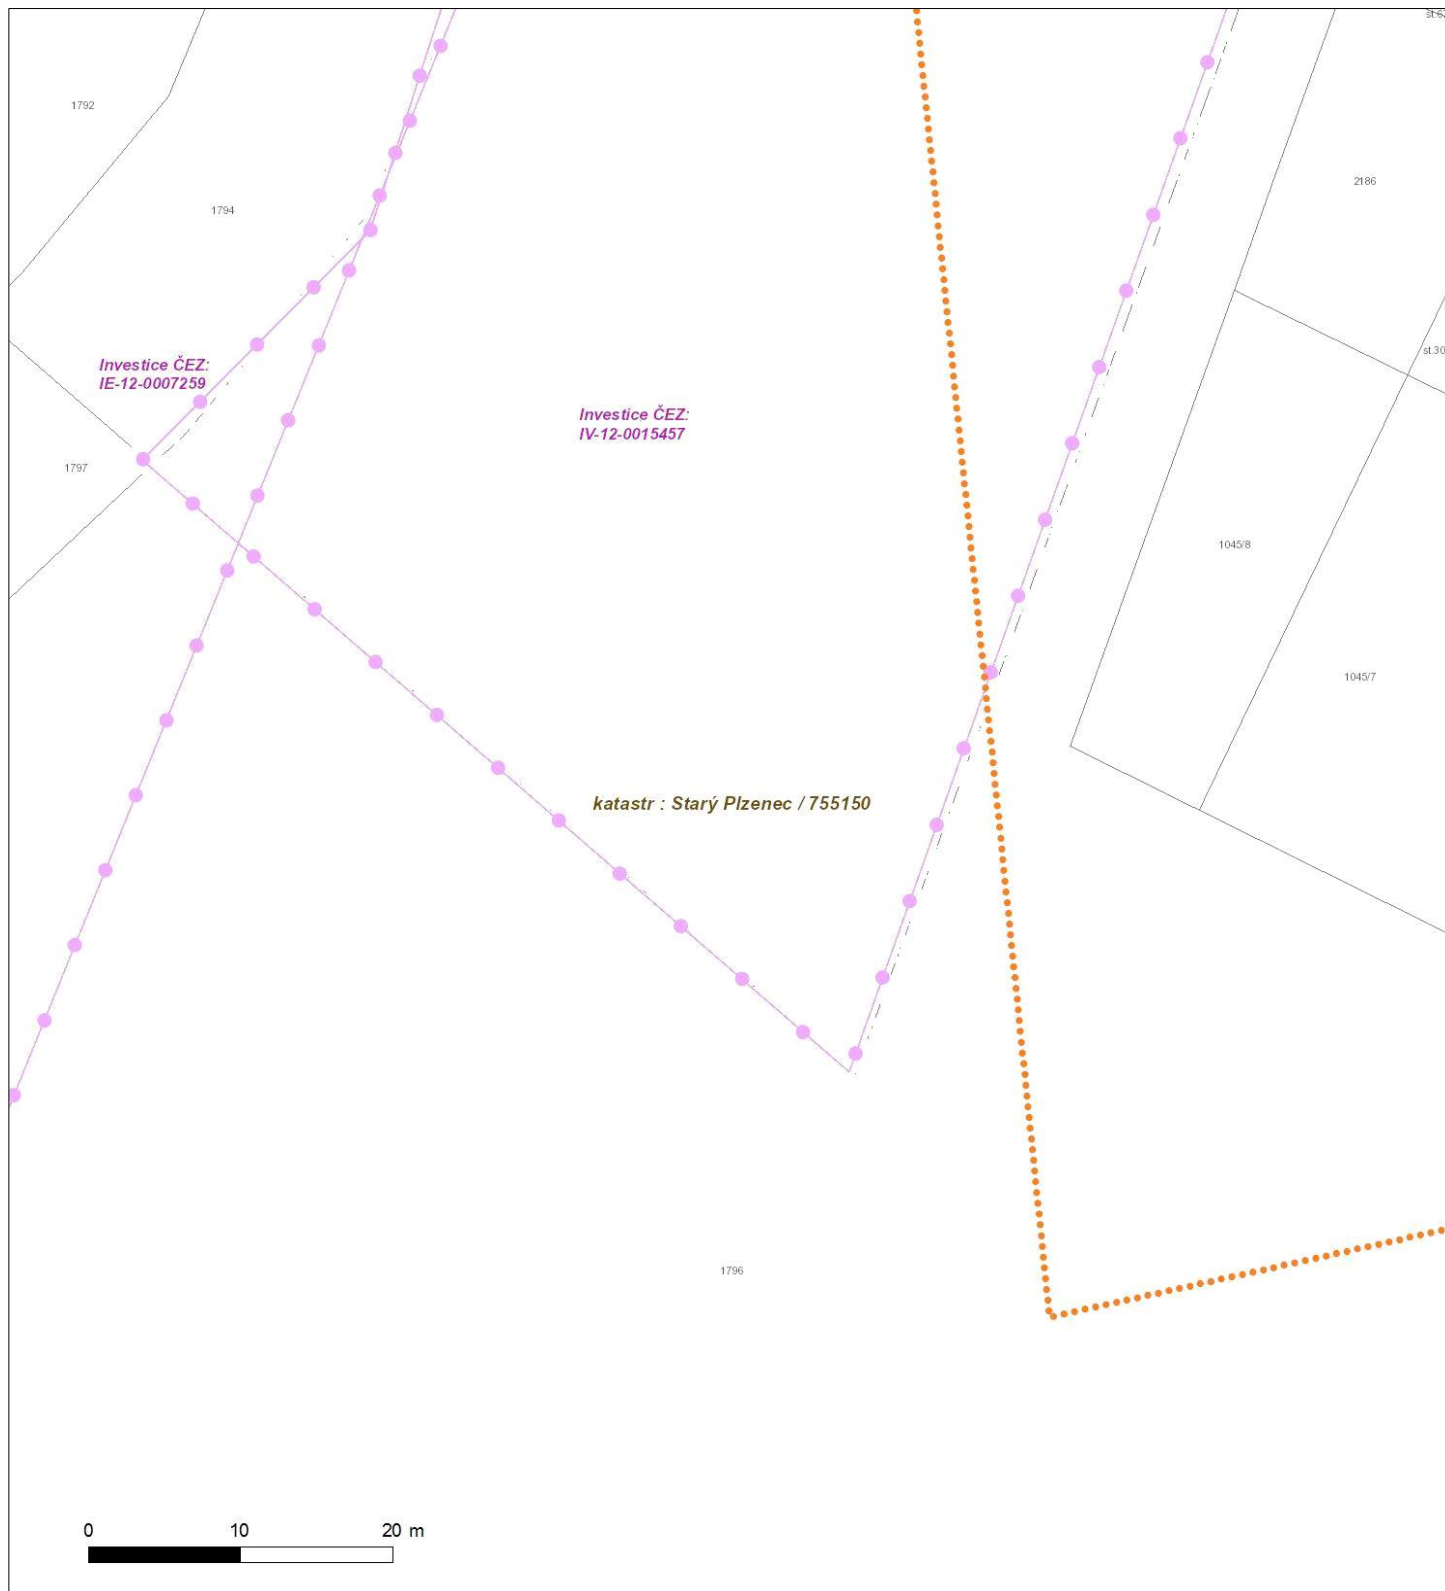 1792
2186
1794
st.30
Investice ČEZ:
IE-12-0007259
Investice ČEZ:
IV-12-0015457
1797
1045/8
1045/7
katastr : Starý Plzenec / 755150
1796
0 10 20 m